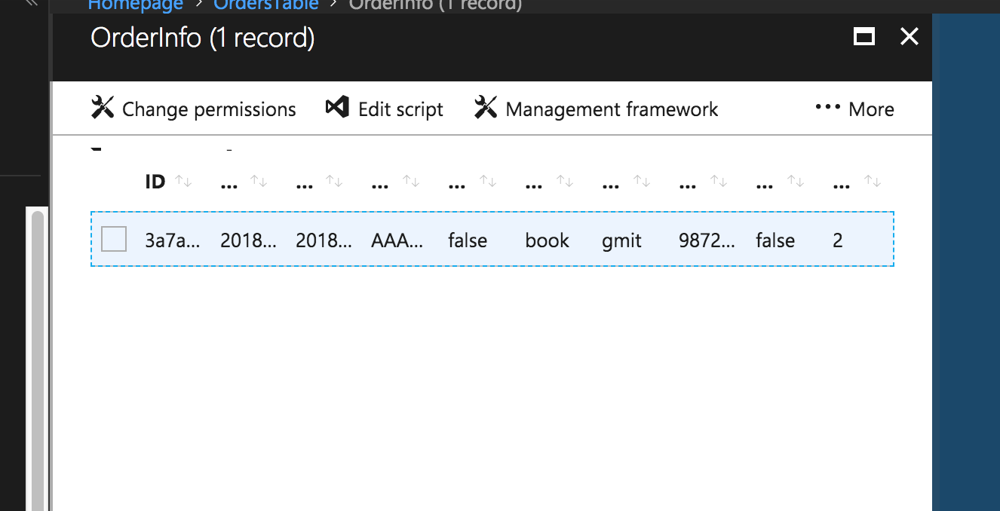 Homepage > OrdersTable > OrderInfo (1 record)
OrderInfo (1 record)
Change permissions Edit script Management framework ••• More
ID ... ... ... ... ... ... ... ... ...
3a7a... 2018... 2018... AAA... false book gmit 9872... false 2